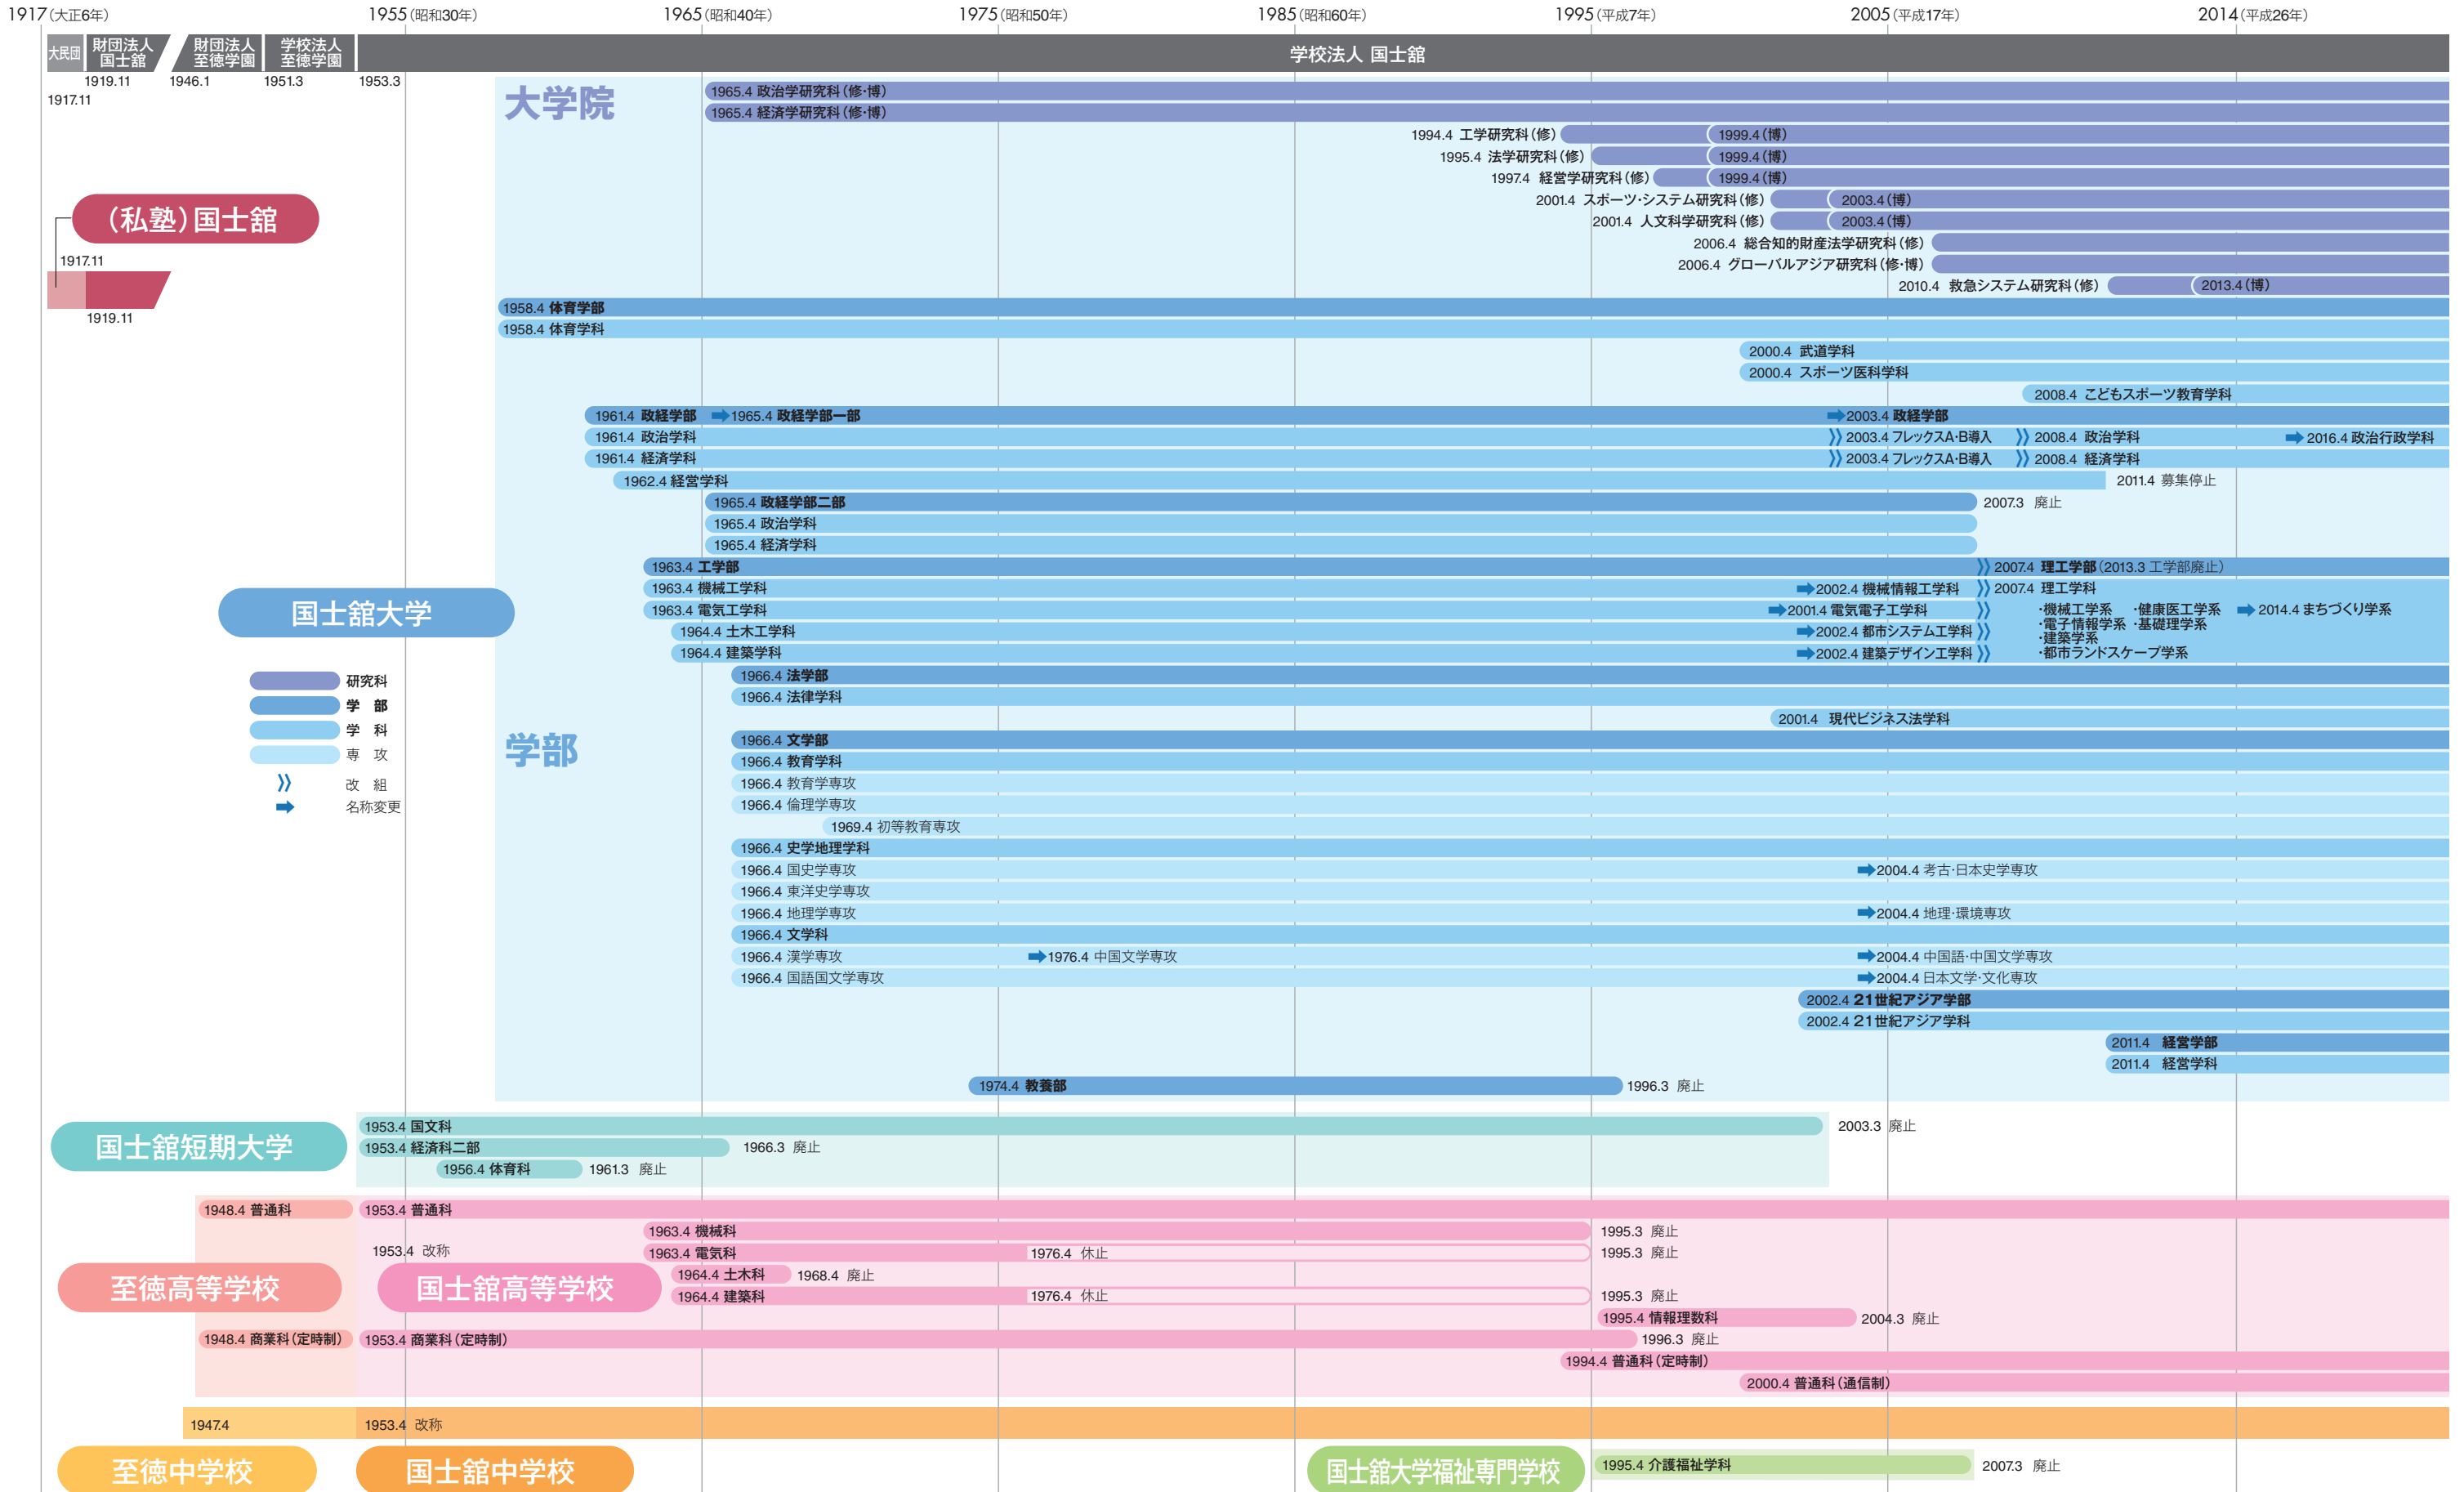 1917(大正6年)
1955(昭和30年)
1965(昭和40年)
1975(昭和50年)
1985(昭和60年)
1995(平成7年)
2005(平成17年)
2014(平成26年)
大民団
財団法人
国士舘
財団法人
至徳学園
学校法人
至徳学園
学校法人 国士舘
1917.11
1919.11
1946.1
1951.3
1953.3
大学院
1965.4 政治学研究科(修・博)
1965.4 経済学研究科(修・博)
1994.4 工学研究科(修)
1999.4(博)
1995.4 法学研究科(修)
1999.4(博)
1997.4 経営学研究科(修)
1999.4(博)
2001.4 スポーツ・システム研究科(修)
2003.4(博)
2001.4 人文科学研究科(修)
2003.4(博)
2006.4 総合知的財産法学研究科(修)
2006.4 グローバルアジア研究科(修・博)
2010.4 救急システム研究科(修)
2013.4(博)
(私塾)国士舘
1917.11
1919.11
国士舘大学
研究科
学 部
学 科
専 攻
改 組
名称変更
学部
1958.4 体育学部
1958.4 体育学科
2000.4 武道学科
2000.4 スポーツ医科学科
2008.4 こどもスポーツ教育学科
1961.4 政経学部
1965.4 政経学部一部
2003.4 政経学部
1961.4 政治学科
2003.4 フレックスA・B導入
2008.4 政治学科
2016.4 政治行政学科
1961.4 経済学科
2003.4 フレックスA・B導入
2008.4 経済学科
1962.4 経営学科
2011.4 募集停止
1965.4 政経学部二部
2007.3 廃止
1965.4 政治学科
1965.4 経済学科
1963.4 工学部
2007.4 理工学部(2013.3 工学部廃止)
1963.4 機械工学科
2002.4 機械情報工学科
2007.4 理工学科
1963.4 電気工学科
2001.4 電気電子工学科
・機械工学系 ・健康医工学系
2014.4 まちづくり学系
・電子情報学系 ・基礎理学系
1964.4 土木工学科
2002.4 都市システム工学科
・建築学系
1964.4 建築学科
2002.4 建築デザイン工学科
・都市ランドスケープ学系
1966.4 法学部
1966.4 法律学科
2001.4 現代ビジネス法学科
1966.4 文学部
1966.4 教育学科
1966.4 教育学専攻
1966.4 倫理学専攻
1969.4 初等教育専攻
1966.4 史学地理学科
1966.4 国史学専攻
2004.4 考古・日本史学専攻
1966.4 東洋史学専攻
1966.4 地理学専攻
2004.4 地理・環境専攻
1966.4 文学科
1966.4 漢学専攻
1976.4 中国文学専攻
2004.4 中国語・中国文学専攻
1966.4 国語国文学専攻
2004.4 日本文学・文化専攻
2002.4 21世紀アジア学部
2002.4 21世紀アジア学科
2011.4 経営学部
2011.4 経営学科
1974.4 教養部
1996.3 廃止
国士舘短期大学
1953.4 国文科
2003.3 廃止
1953.4 経済科二部
1966.3 廃止
1956.4 体育科
1961.3 廃止
至徳高等学校
1948.4 普通科
1953.4 普通科
1963.4 機械科
1995.3 廃止
1953.4 改称
1963.4 電気科
1976.4 休止
1995.3 廃止
国士舘高等学校
1964.4 土木科
1968.4 廃止
1964.4 建築科
1976.4 休止
1995.3 廃止
1995.4 情報理数科
2004.3 廃止
1948.4 商業科(定時制)
1953.4 商業科(定時制)
1996.3 廃止
1994.4 普通科(定時制)
2000.4 普通科(通信制)
1947.4
1953.4 改称
至徳中学校
国士舘中学校
国士舘大学福祉専門学校
1995.4 介護福祉学科
2007.3 廃止